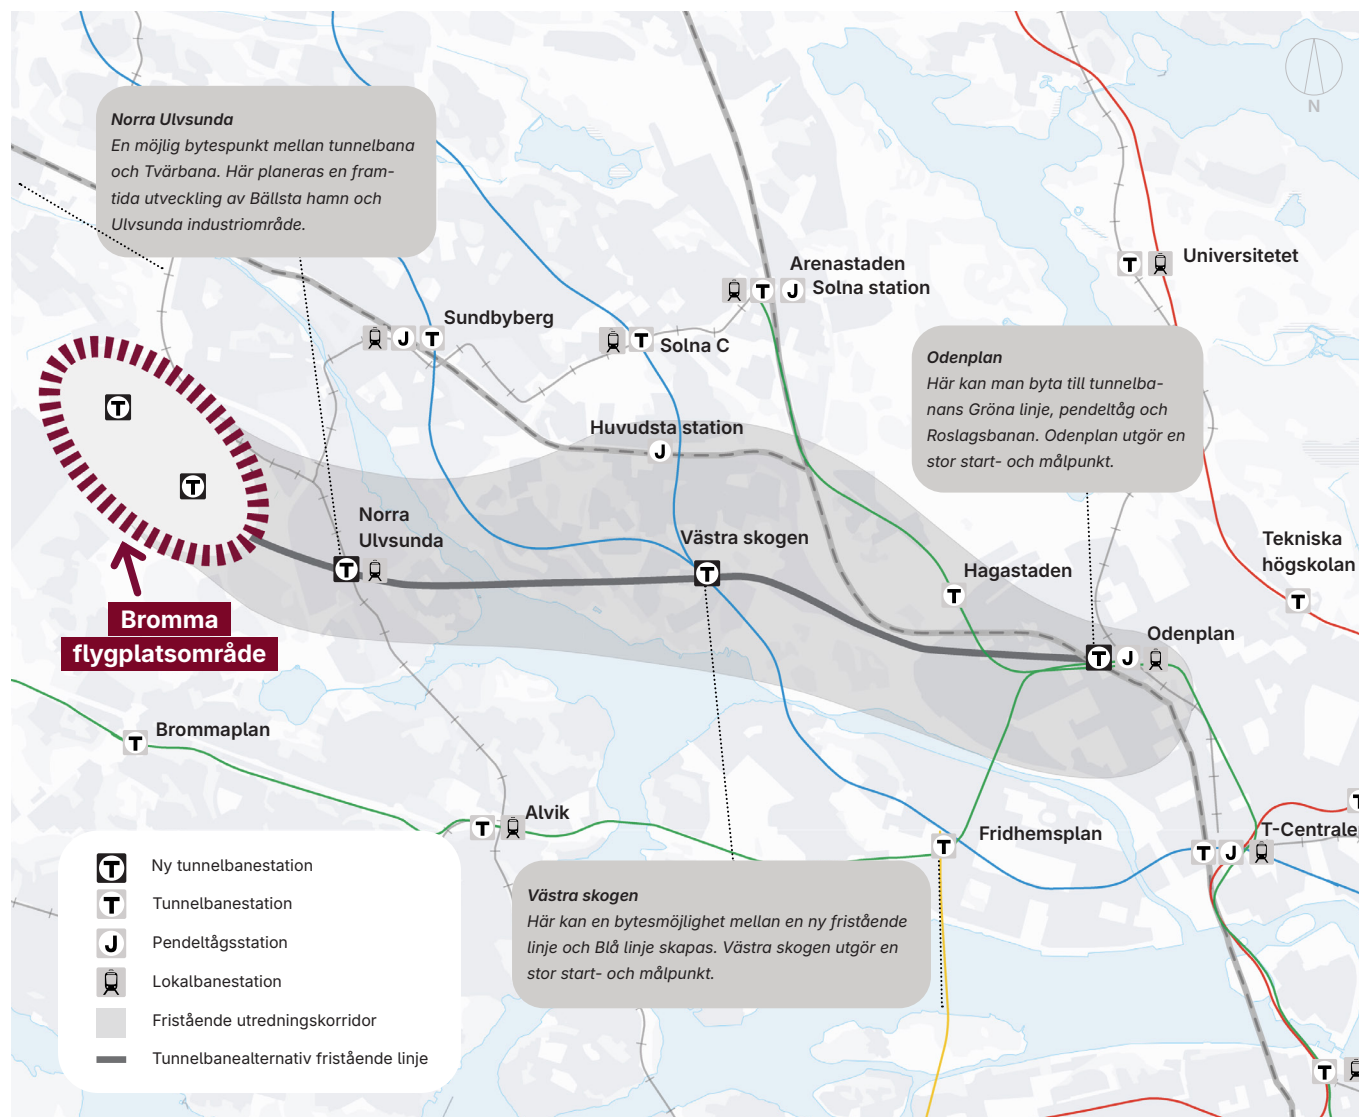 N
Norra Ulvsunda
En möjlig bytespunkt mellan tunnelbana
och Tvärbana. Här planeras en fram-
tida utveckling av Bällsta hamn och
Ulvsunda industriområde.
Universitetet
Arenastaden
Solna station
Sundbyberg
Solna C
Odenplan
Här kan man byta till tunnelba-
nans Gröna linje, pendeltåg och
Roslagsbanan. Odenplan utgör en
stor start- och målpunkt.
Huvudsta station
Norra
Ulvsunda
Västra skogen
Tekniska
högskolan
Hagastaden
Bromma
flygplatsområde
Odenplan
Brommaplan
Alvik
Fridhemsplan
T-Centrale
Västra skogen
Här kan en bytesmöjlighet mellan en ny fristående
linje och Blå linje skapas. Västra skogen utgör en
stor start- och målpunkt.
T Ny tunnelbanestation
T Tunnelbanestation
J Pendeltågsstation
Lokalbanestation
Fristående utredningskorridor
Tunnelbanealternativ fristående linje